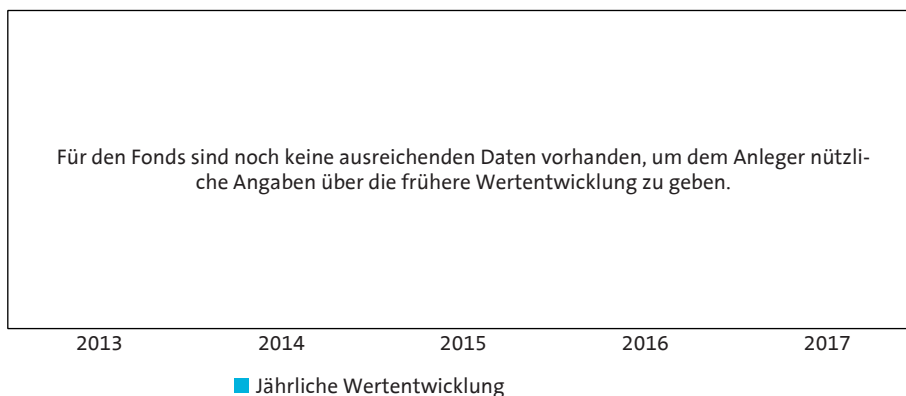 Für den Fonds sind noch keine ausreichenden Daten vorhanden, um dem Anleger nützli-
che Angaben über die frühere Wertentwicklung zu geben.
2013 2014 2015 2016 2017
Jährliche Wertentwicklung